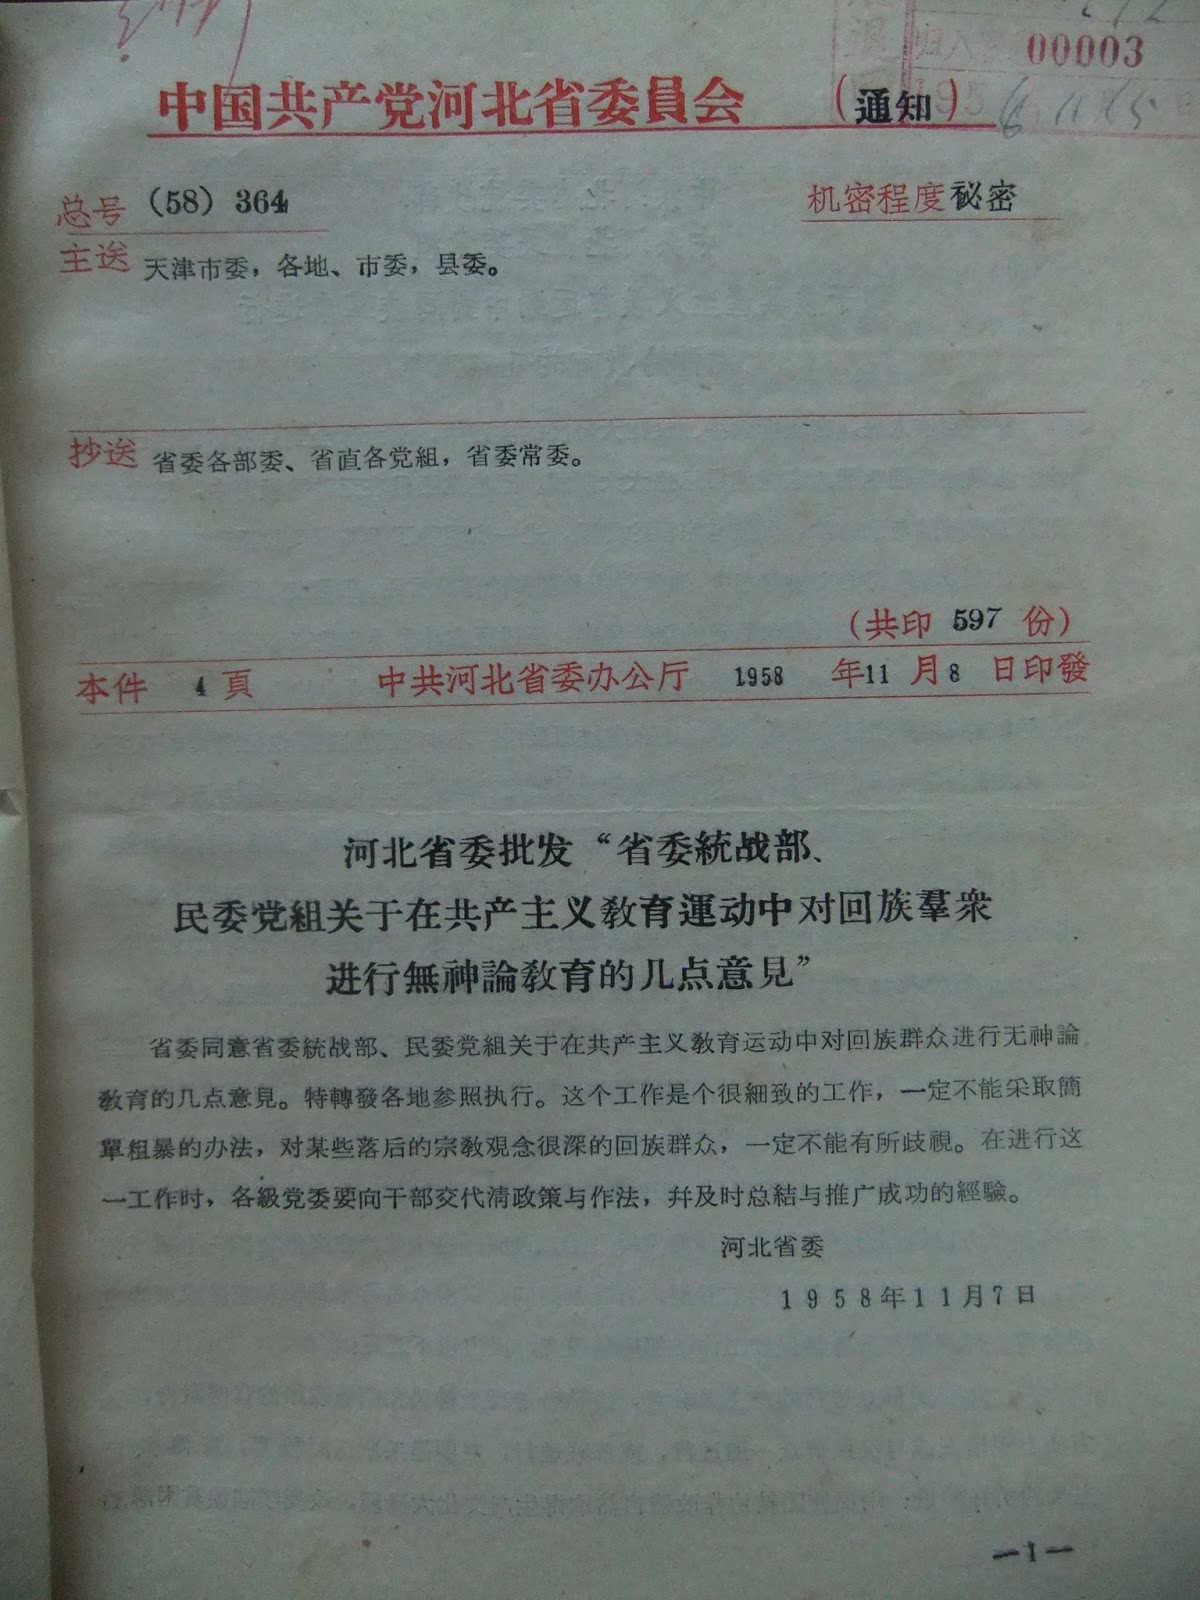 00003
中国共产党河北省委員会 （通知）
总号 （58）364 机密程度 秘密
主送 天津市委，各地、市委，县委。
抄送 省委各部委、省直各党組，省委常委。
（共印 597 份）
本件 4 頁 中共河北省委办公厅 1958 年 11 月 8 日印發
河北省委批发“省委統战部、
民委党組关于在共产主义教育運动中对回族羣衆
进行無神論教育的几点意見”
省委同意省委統战部、民委党組关于在共产主义教育运动中对回族群众进行无神論
教育的几点意見。特轉發各地参照执行。这个工作是个很細致的工作，一定不能采取簡
單粗暴的办法，对某些落后的宗教观念很深的回族群众，一定不能有所歧視。在进行这
一工作时，各級党委要向干部交代清政策与作法，幷及时总結与推广成功的經驗。
河北省委
1958年11月7日
—1—